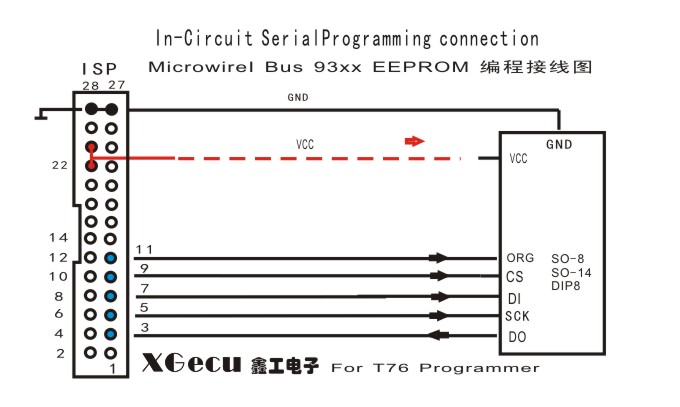 In-Circuit SerialProgramming connection
Microwirel Bus 93xx EEPROM 编程接线图
ISP
28 27
GND
GND
VCC
VCC
22
14
12
11
ORG
SO-8
10
9
CS
SO-14
DIP8
8
7
DI
6
5
SCK
4
3
DO
2
1
XGecu 鑫工电子 For T76 Programmer